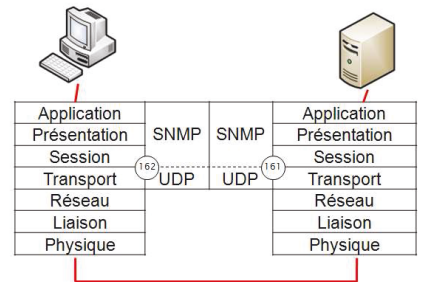 Application
Présentation
Session
Transport
Réseau
Liaison
Physique
SNMP
SNMP
162
161
UDP
UDP
Application
Présentation
Session
Transport
Réseau
Liaison
Physique